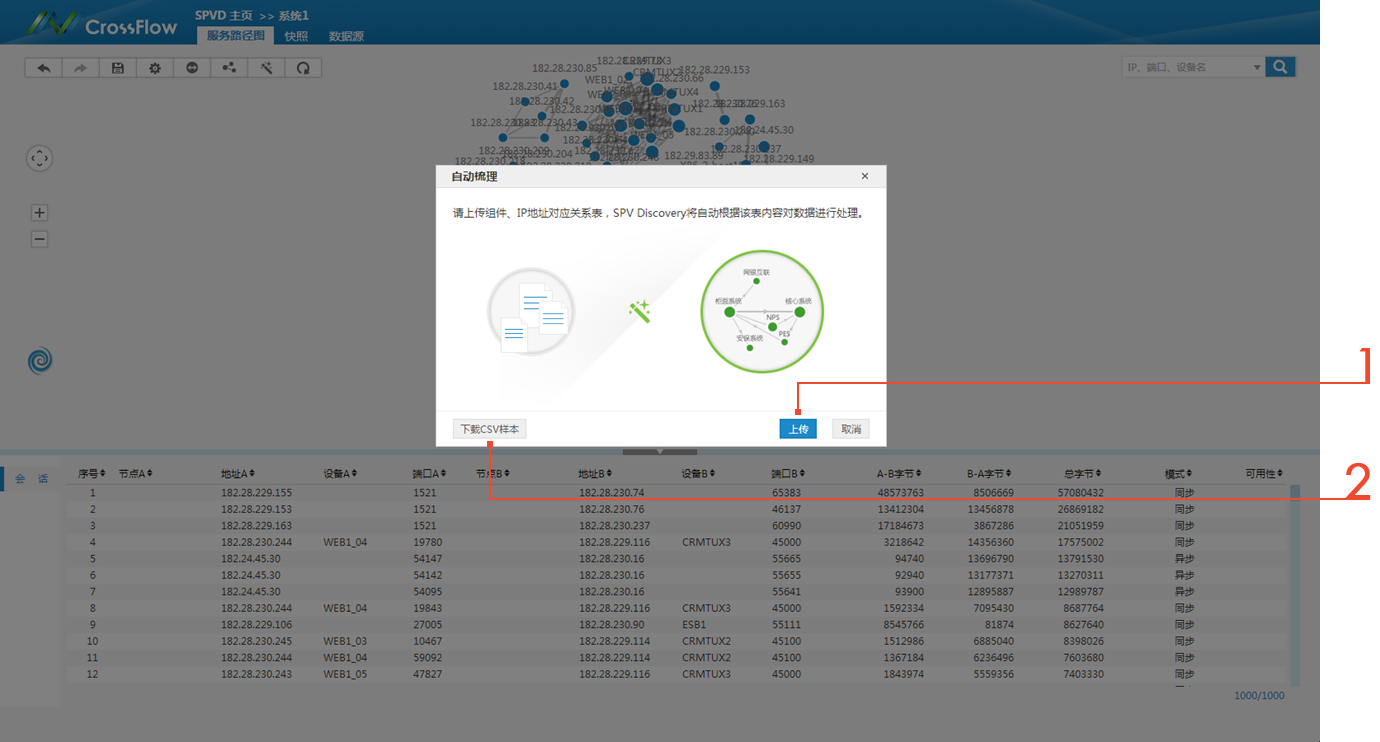 CrossFlow
SPVD 主页 >> 系统1
服务路径图 快照 数据源
IP、端口、设备名
182.28.230.85
182.28.229.153
182.28.230.41
182.28.230.42
WEB1_0
CRMTUX3
CRMTUX2
28.230.66
TUX4
TUX1
229.163
182.24.45.30
182.28.230.43
182.28.230.209
182.28.230.204
182.28.230.218
182.29.83.89
182.28.229.149
自动梳理 ×
请上传组件、IP地址对应关系表，SPV Discovery将自动根据该表内容对数据进行处理。
网银互联
柜面系统 核心系统
NPS
安保系统 PES
下载CSV样本 上传 取消
1
2
会 话
序号 节点A 地址A 设备A 端口A 节点B 地址B 设备B 端口B A-B字节 B-A字节 总字节 模式 可用性
1 182.28.229.155 1521 182.28.230.74 65383 48573763 8506669 57080432 同步
2 182.28.229.153 1521 182.28.230.76 46137 13412304 13456878 26869182 同步
3 182.28.229.163 1521 182.28.230.237 60990 17184673 3867286 21051959 同步
4 182.28.230.244 WEB1_04 19780 182.28.229.116 CRMTUX3 45000 3218642 14356360 17575002 同步
5 182.24.45.30 54147 182.28.230.16 55665 94740 13696790 13791530 异步
6 182.24.45.30 54142 182.28.230.16 55655 92940 13177371 13270311 异步
7 182.24.45.30 54095 182.28.230.16 55641 93900 12895887 12989787 异步
8 182.28.230.244 WEB1_04 19843 182.28.229.116 CRMTUX3 45000 1592334 7095430 8687764 同步
9 182.28.229.106 27005 182.28.230.90 ESB1 55111 8545766 81874 8627640 同步
10 182.28.230.245 WEB1_03 10467 182.28.229.114 CRMTUX2 45100 1512986 6885040 8398026 同步
11 182.28.230.244 WEB1_04 59092 182.28.229.114 CRMTUX2 45100 1367184 6236496 7603680 同步
12 182.28.230.243 WEB1_05 47827 182.28.229.116 CRMTUX3 45000 1843974 5559356 7403330 同步
1000/1000